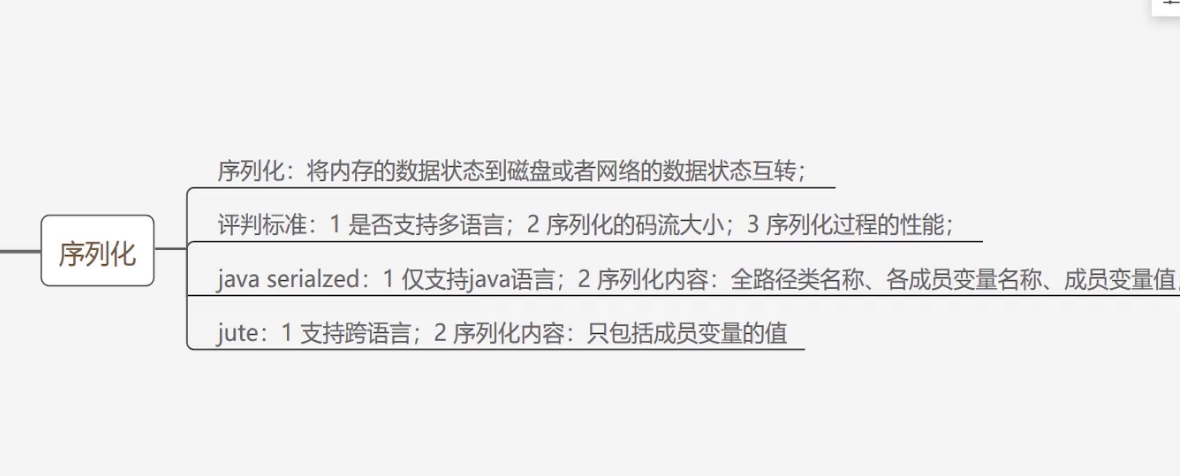 序列化：将内存的数据状态到磁盘或者网络的数据状态互转；
评判标准：1 是否支持多语言；2 序列化的码流大小；3 序列化过程的性能；
序列化
java serialzed：1 仅支持java语言；2 序列化内容：全路径类名称、各成员变量名称、成员变量值；
jute：1 支持跨语言；2 序列化内容：只包括成员变量的值